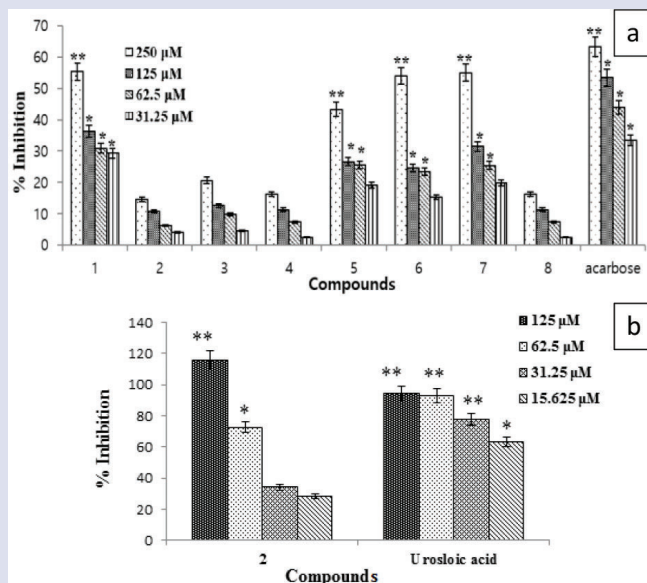 a
70
60
50
40
30
20
10
0
% Inhibition
250 µM
125 µM
62.5 µM
31.25 µM
** * * *
* * **
* * **
* * **
** * * *
1 2 3 4 5 6 7 8 acarbose
Compounds
b
140
120
100
80
60
40
20
0
% Inhibition
125 µM
62.5 µM
31.25 µM
15.625 µM
** *
** ** ** *
2 Urosloic acid
Compounds